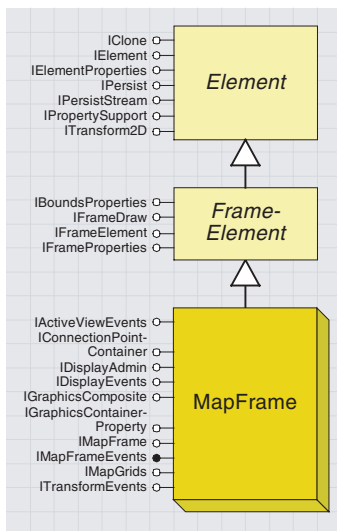 IClone
IElement
IElementProperties
IPersist
IPersistStream
IPropertySupport
ITransform2D
Element
IBoundsProperties
IFrameDraw
IFrameElement
IFrameProperties
Frame-
Element
IActiveViewEvents
IConnectionPoint-
Container
IDisplayAdmin
IDisplayEvents
IGraphicsComposite
IGraphicsContainer-
Property
IMapFrame
IMapFrameEvents
IMapGrids
ITransformEvents
MapFrame